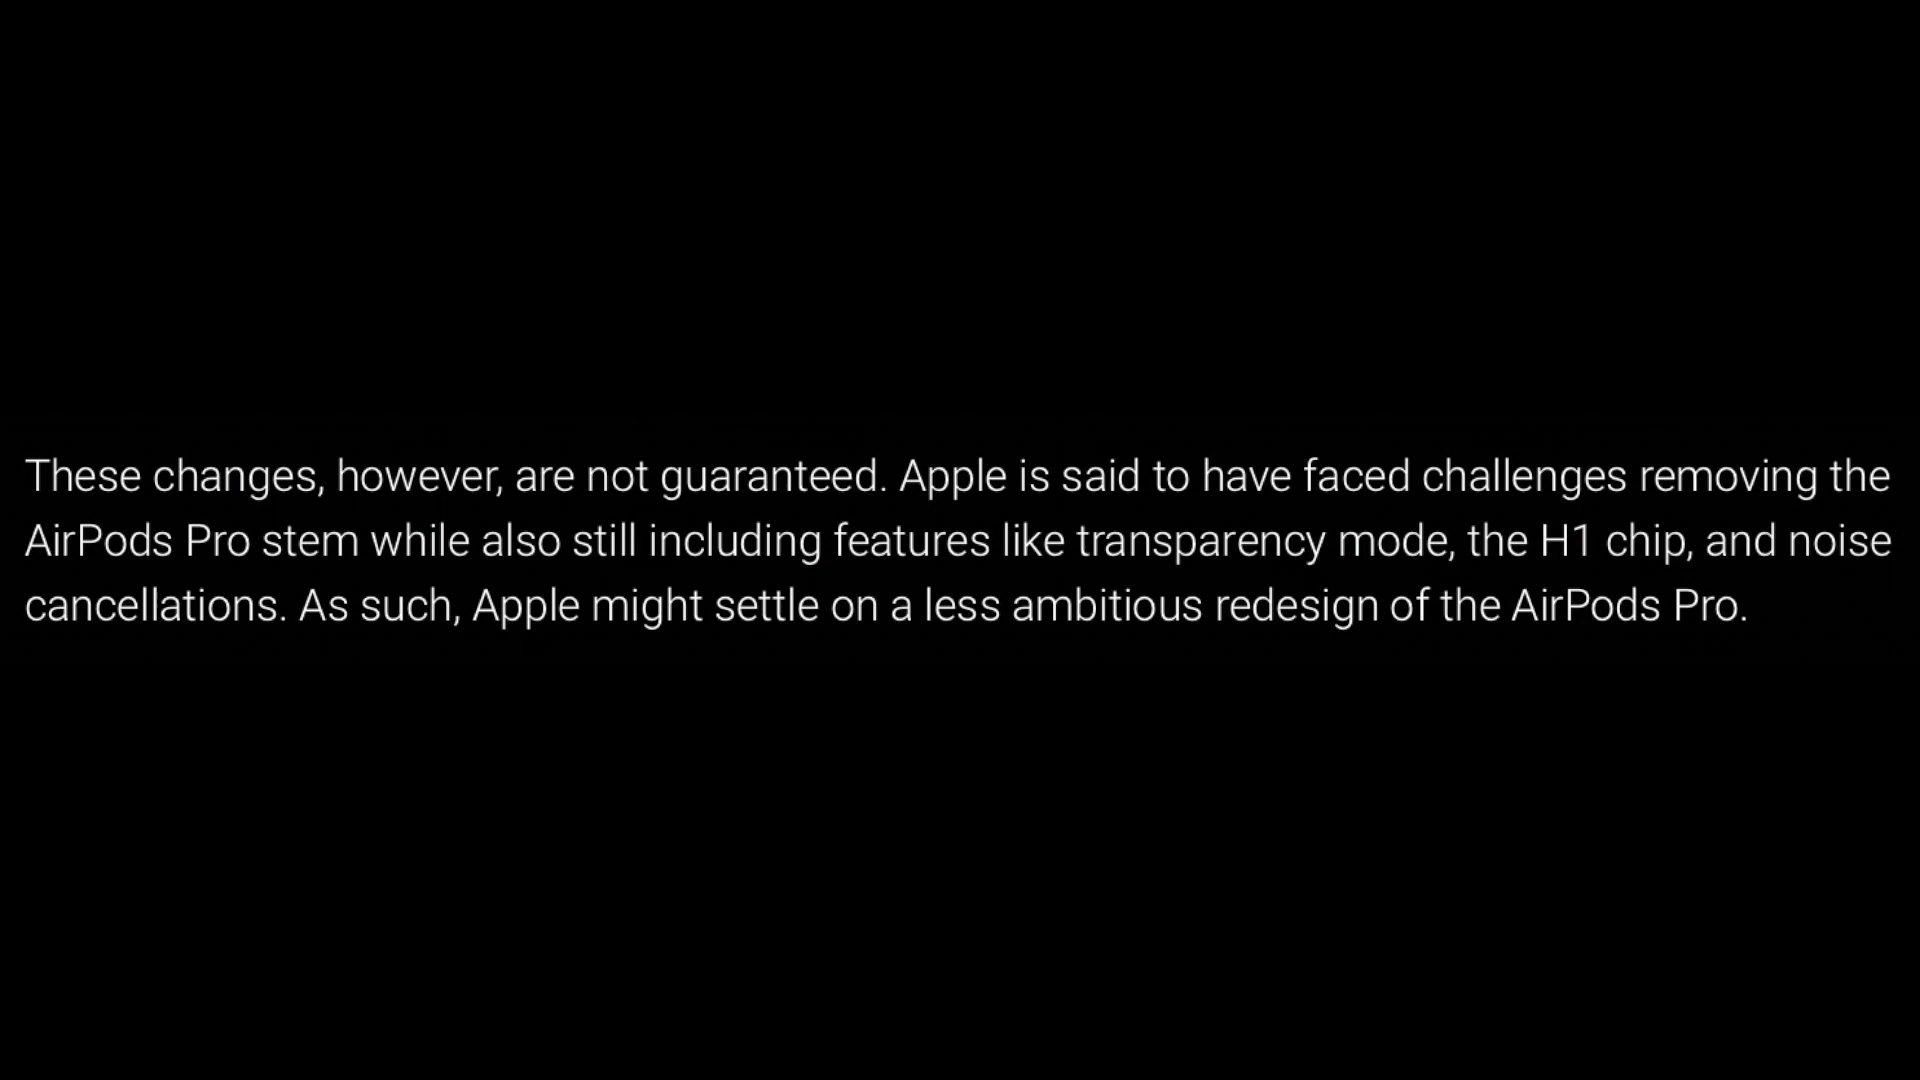 These changes, however, are not guaranteed. Apple is said to have faced challenges removing the
AirPods Pro stem while also still including features like transparency mode, the H1 chip, and noise
cancellations. As such, Apple might settle on a less ambitious redesign of the AirPods Pro.